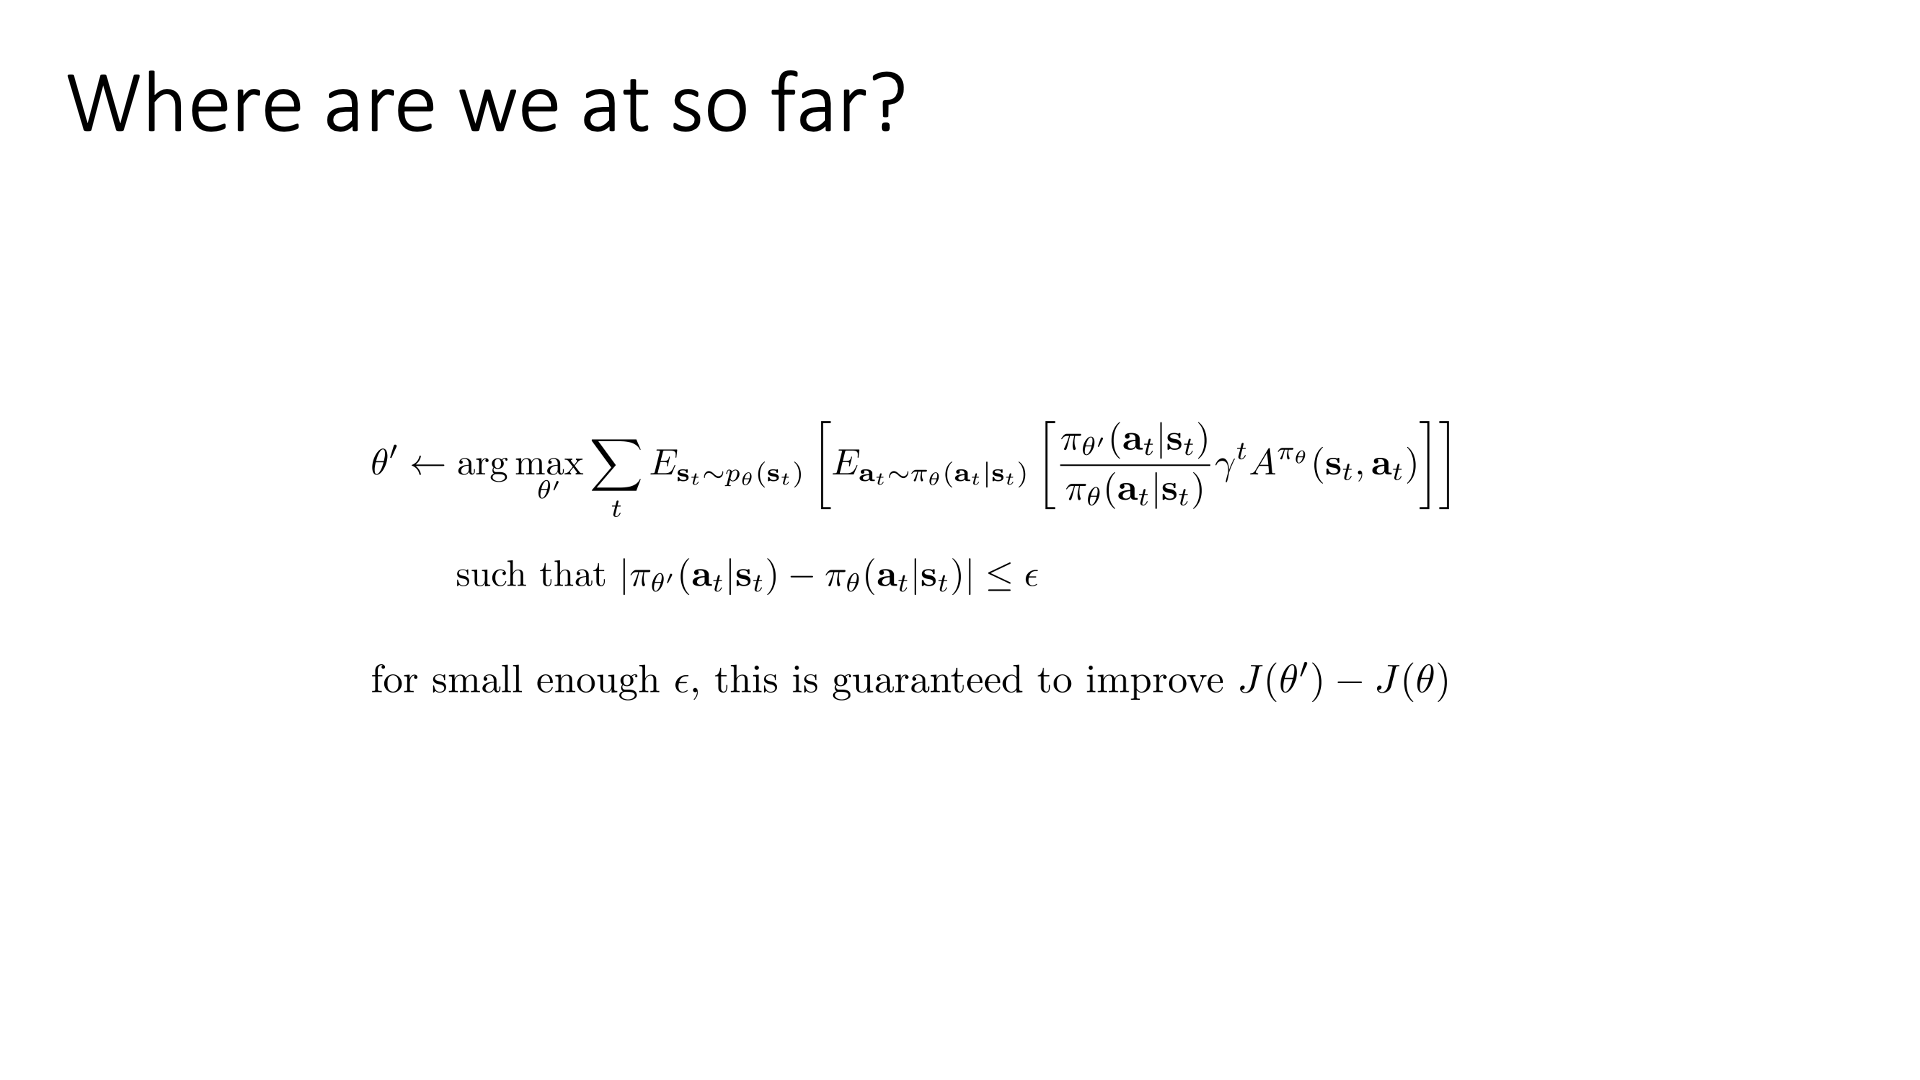 Where are we at so far?
$\theta' \leftarrow \arg\max_{\theta'} \sum_t E_{\mathbf{s}_t \sim p_\theta(\mathbf{s}_t)} \left[ E_{\mathbf{a}_t \sim \pi_\theta(\mathbf{a}_t|\mathbf{s}_t)} \left[ \frac{\pi_{\theta'}(\mathbf{a}_t|\mathbf{s}_t)}{\pi_\theta(\mathbf{a}_t|\mathbf{s}_t)} \gamma^t A^{\pi_\theta}(\mathbf{s}_t, \mathbf{a}_t) \right] \right]$
such that $|\pi_{\theta'}(\mathbf{a}_t|\mathbf{s}_t) - \pi_\theta(\mathbf{a}_t|\mathbf{s}_t)| \leq \epsilon$
for small enough $\epsilon$, this is guaranteed to improve $J(\theta') - J(\theta)$